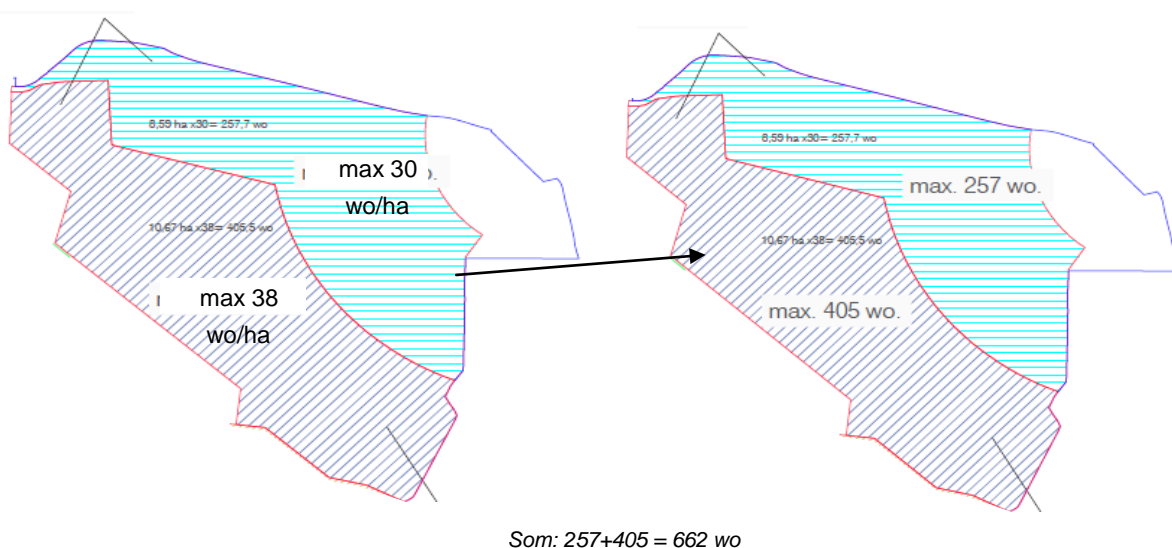 8,59 ha x30= 257,7 wo
max 30
wo/ha
10,67 ha x38= 405,5 wo
max 38
wo/ha
8,59 ha x30= 257,7 wo
max. 257 wo.
10,67 ha x38= 405,5 wo
max. 405 wo.
Som: 257+405 = 662 wo